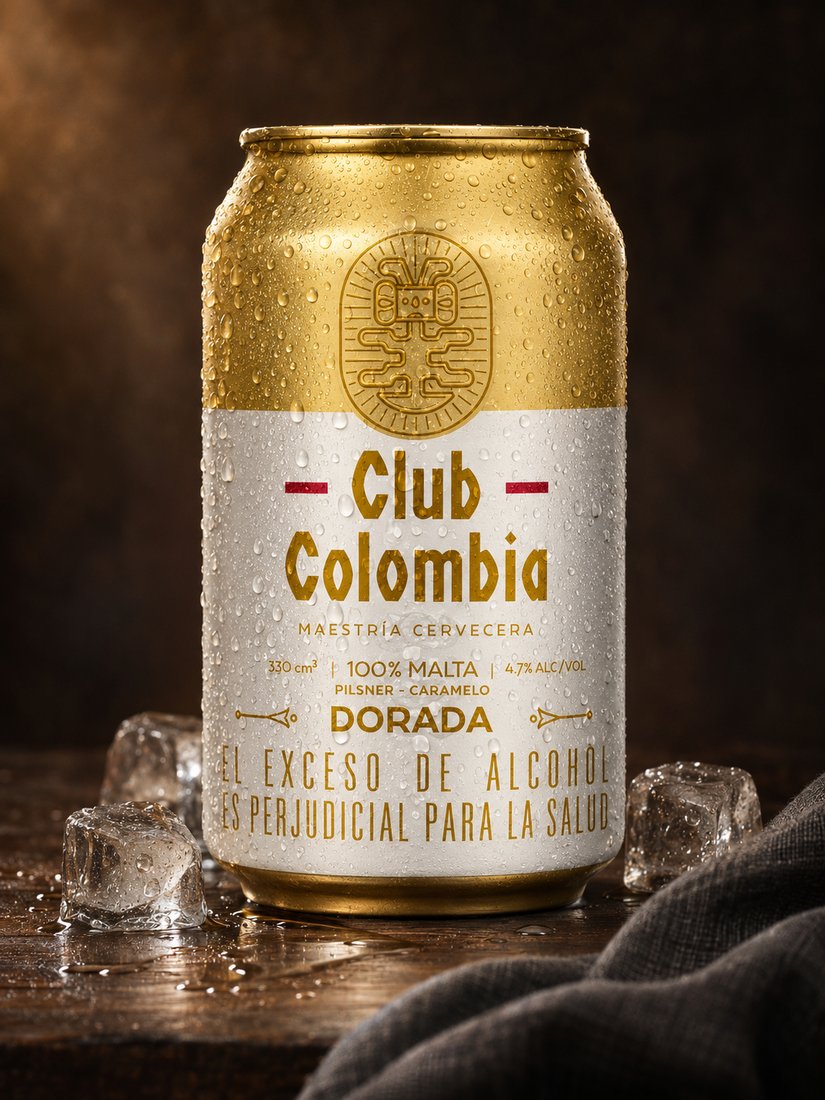 Club
Colombia
MAESTRÍA CERVECERA
330 cm³ | 100% MALTA | 4.7% ALC/VOL
PILSNER - CARAMELO
DORADA
EL EXCESO DE ALCOHOL
ES PERJUDICIAL PARA LA SALUD